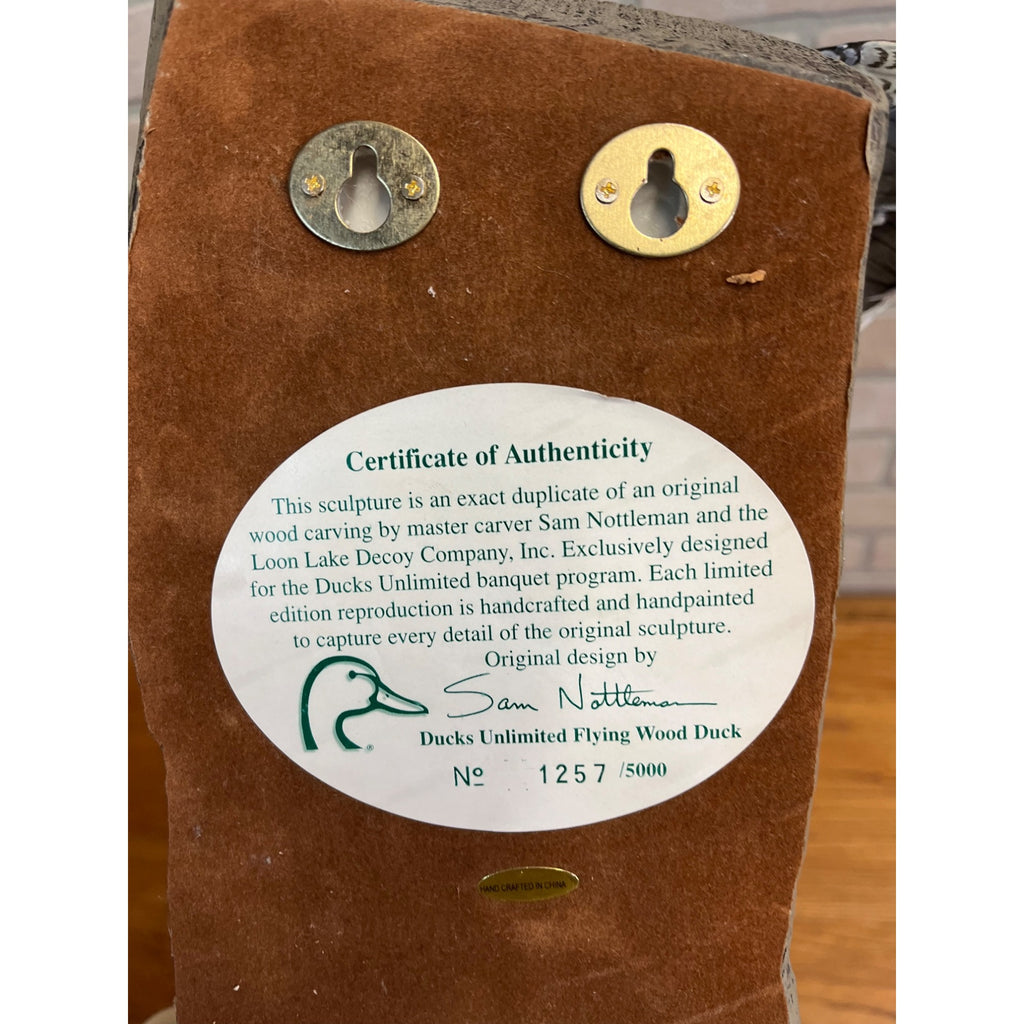 Certificate of Authenticity
This sculpture is an exact duplicate of an original
wood carving by master carver Sam Nottleman and the
Loon Lake Decoy Company, Inc. Exclusively designed
for the Ducks Unlimited banquet program. Each limited
edition reproduction is handcrafted and handpainted
to capture every detail of the original sculpture.
Original design by
Sam Nottleman
®
Ducks Unlimited Flying Wood Duck
Nº 1257 /5000
HAND CRAFTED IN CHINA